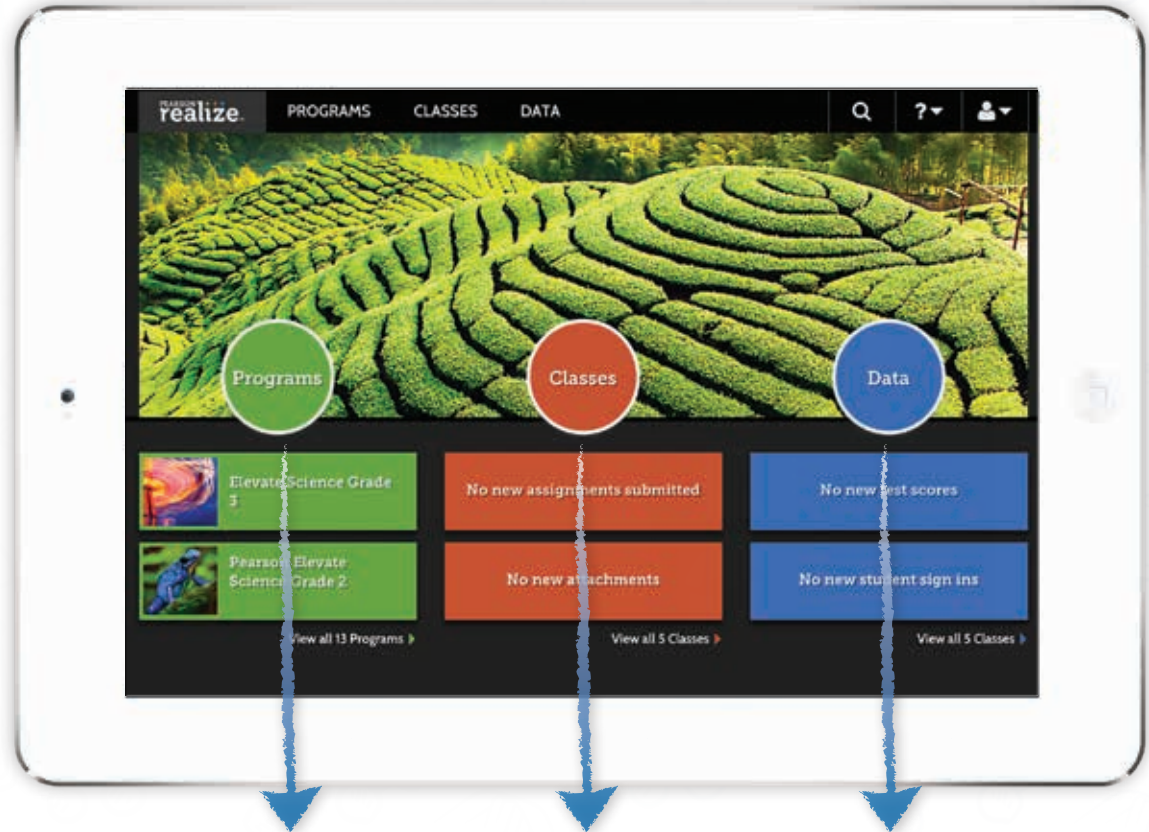 PEARSON
realize.
PROGRAMS
CLASSES
DATA
?
Programs
Classes
Data
Elevate Science Grade
3
No new assignments submitted
No new test scores
Pearson Elevate
Science Grade 2
No new attachments
No new student sign ins
View all 13 Programs
View all 5 Classes
View all 5 Classes